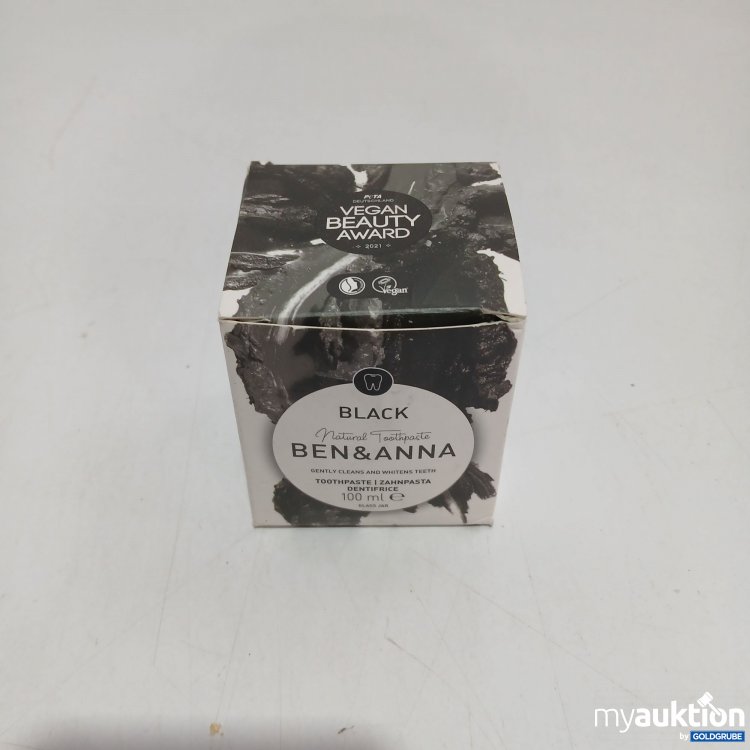 PeTA
DEUTSCHLAND
VEGAN
BEAUTY
AWARD
2021
Vegan
BLACK
Natural Toothpaste
BEN&ANNA
GENTLY CLEANS AND WHITENS TEETH
TOOTHPASTE | ZAHNPASTA
DENTIFRICE
100 ml ℮
GLASS JAR
myauktion
by GOLDGRUBE